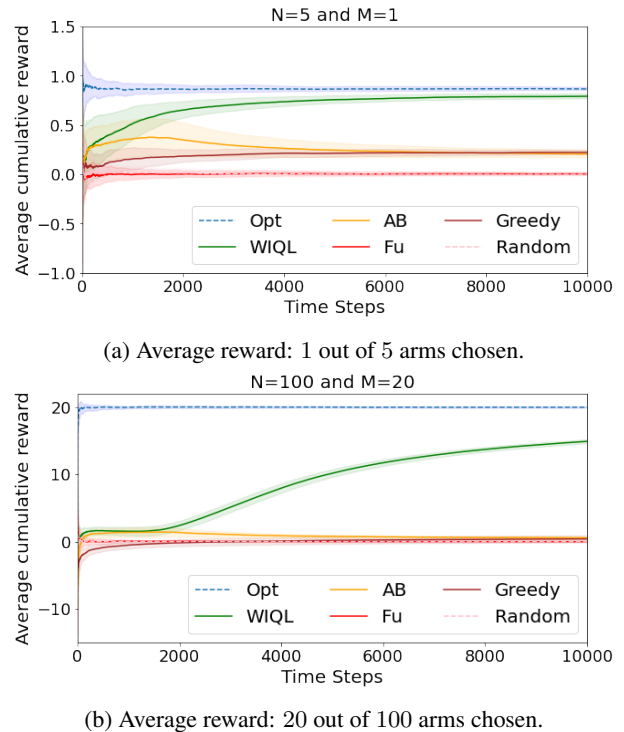 N=5 and M=1
Average cumulative reward
1.5
1.0
0.5
0.0
−0.5
−1.0
Opt AB Greedy
WIQL Fu Random
0 2000 4000 6000 8000 10000
Time Steps
(a) Average reward: 1 out of 5 arms chosen.
N=100 and M=20
Average cumulative reward
20
10
0
−10
Opt AB Greedy
WIQL Fu Random
0 2000 4000 6000 8000 10000
Time Steps
(b) Average reward: 20 out of 100 arms chosen.